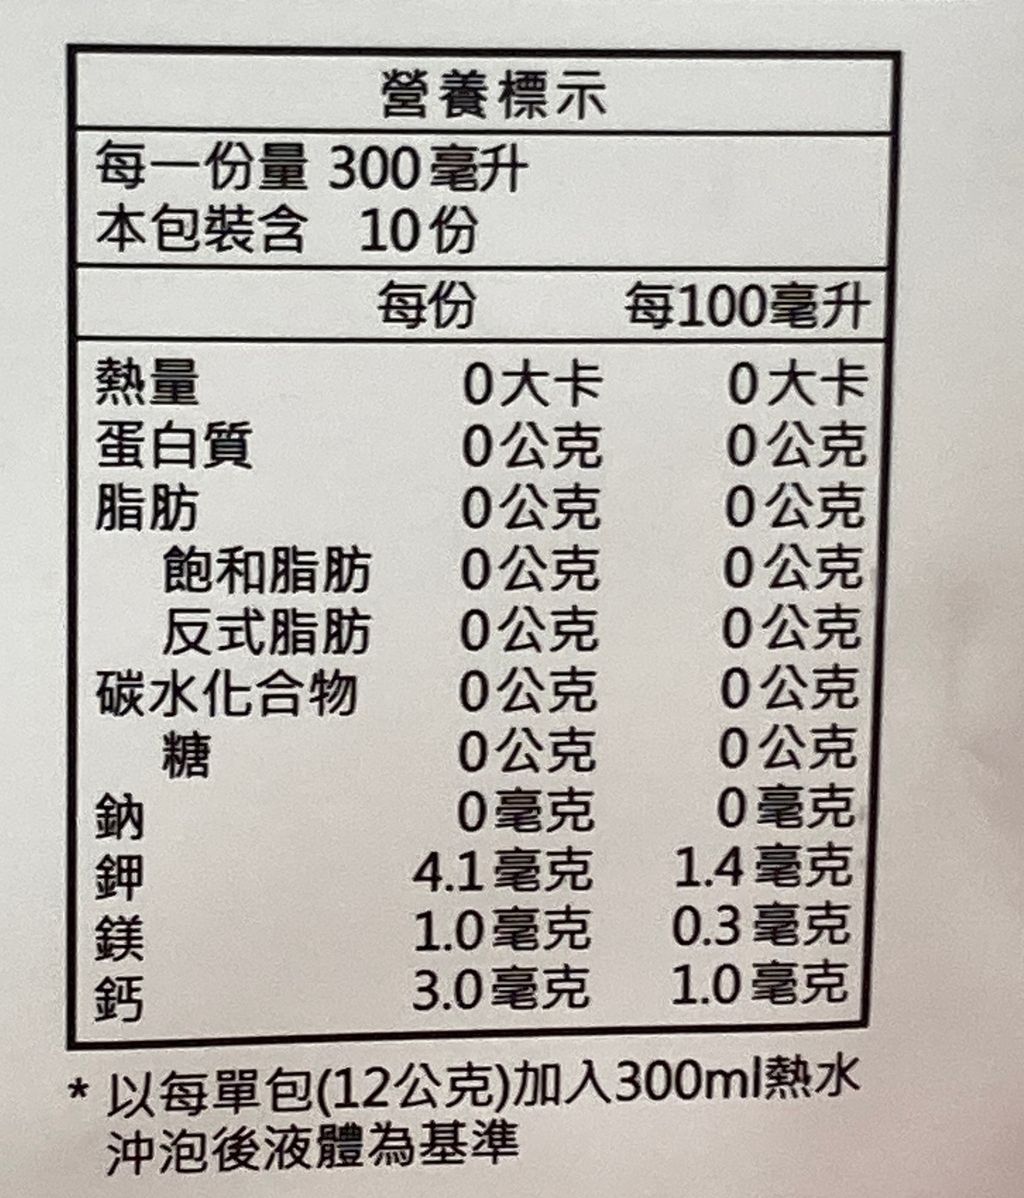 營養標示
每一份量 300毫升
本包裝含 10份
每份 每100毫升
熱量 0大卡 0大卡
蛋白質 0公克 0公克
脂肪 0公克 0公克
飽和脂肪 0公克 0公克
反式脂肪 0公克 0公克
碳水化合物 0公克 0公克
糖 0公克 0公克
鈉 0毫克 0毫克
鉀 4.1毫克 1.4毫克
鎂 1.0毫克 0.3毫克
鈣 3.0毫克 1.0毫克
* 以每單包(12公克)加入300ml熱水
沖泡後液體為基準